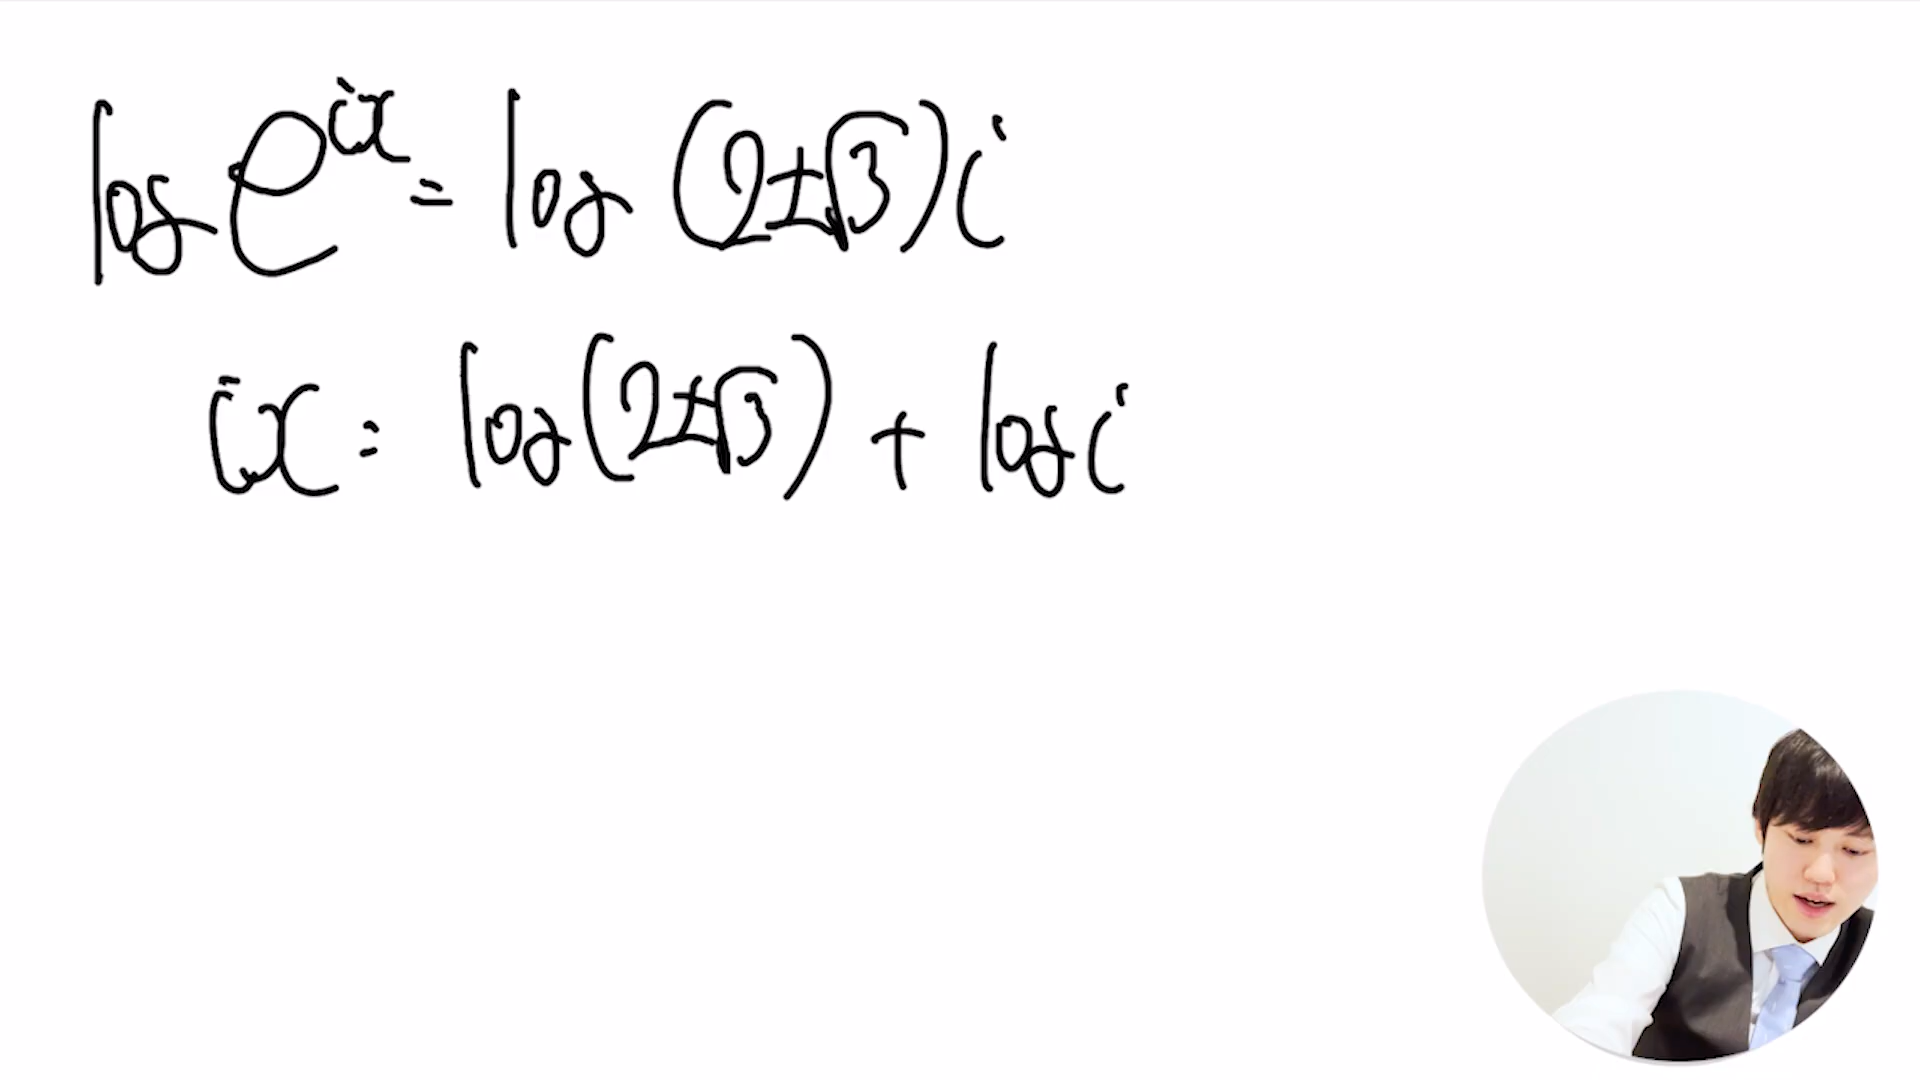 log e^{ix} = log (2±√3)i
ix = log(2±√3) + log i